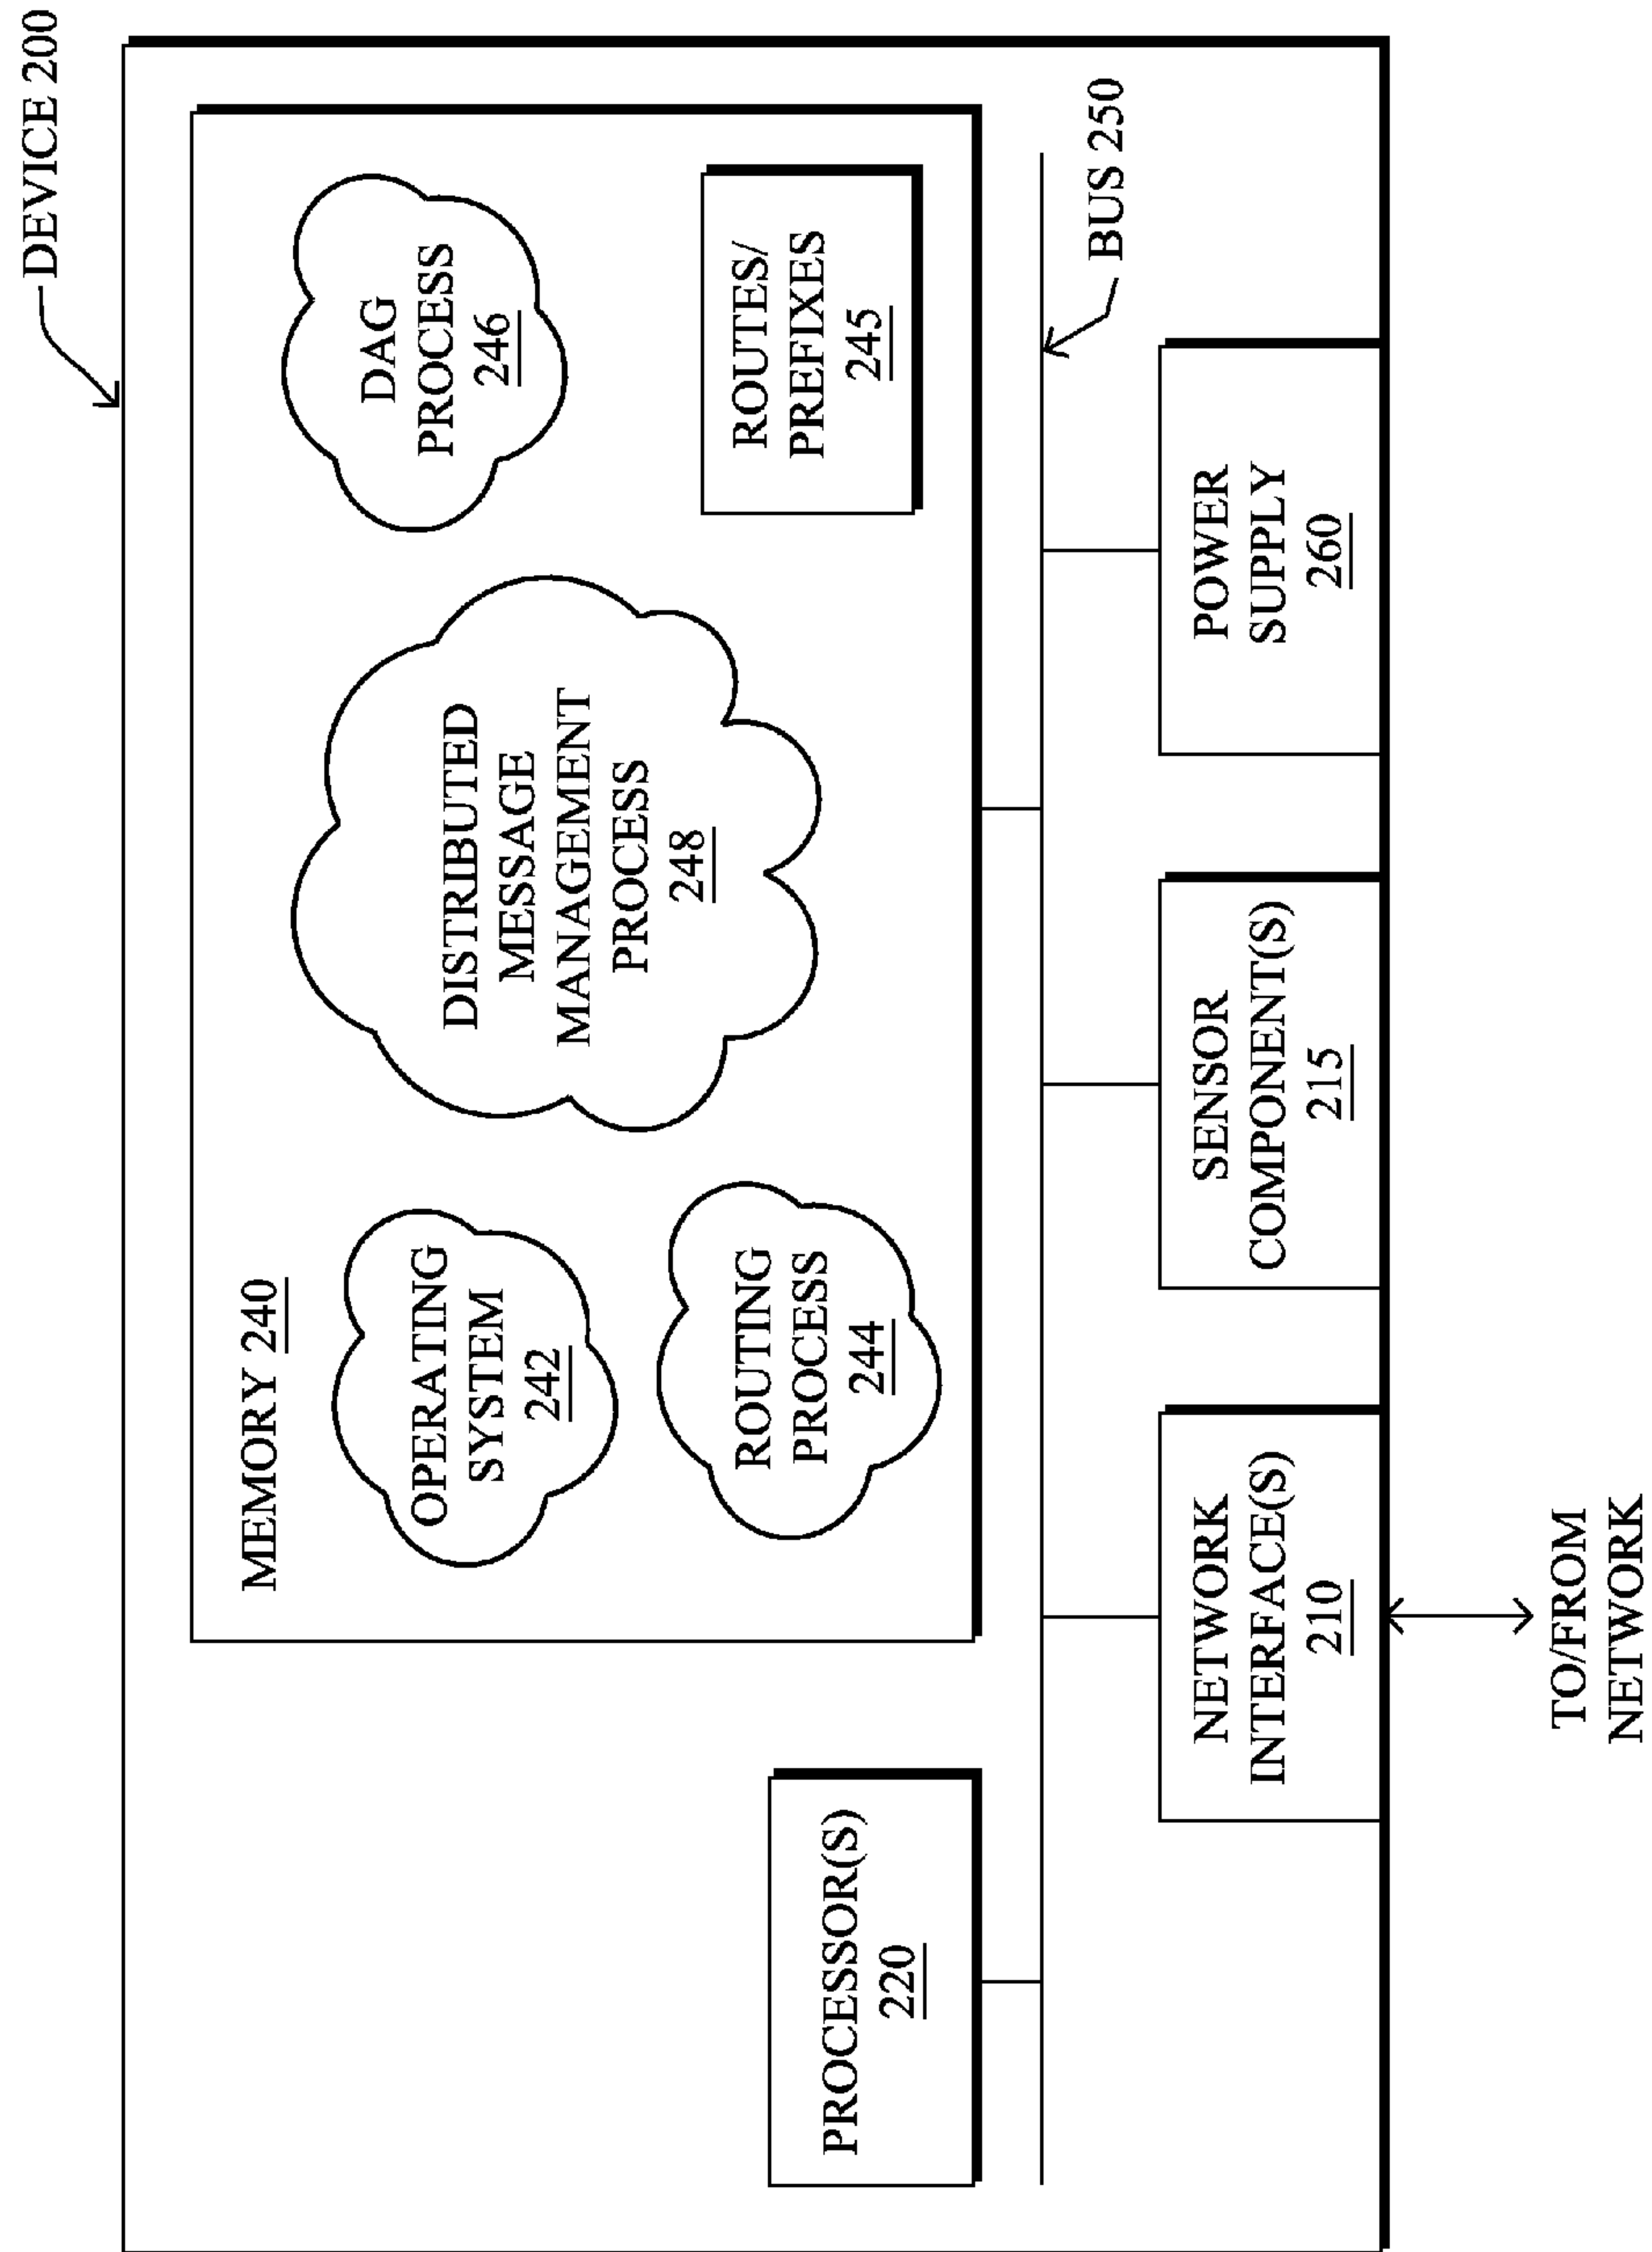 DEVICE 200
MEMORY 240
OPERATING
SYSTEM
242
DISTRIBUTED
MESSAGE
MANAGEMENT
PROCESS
248
DAG
PROCESS
246
ROUTING
PROCESS
244
ROUTES/
PREFIXES
245
PROCESSOR(S)
220
BUS 250
NETWORK
INTERFACE(S)
210
SENSOR
COMPONENT(S)
215
POWER
SUPPLY
260
TO/FROM
NETWORK